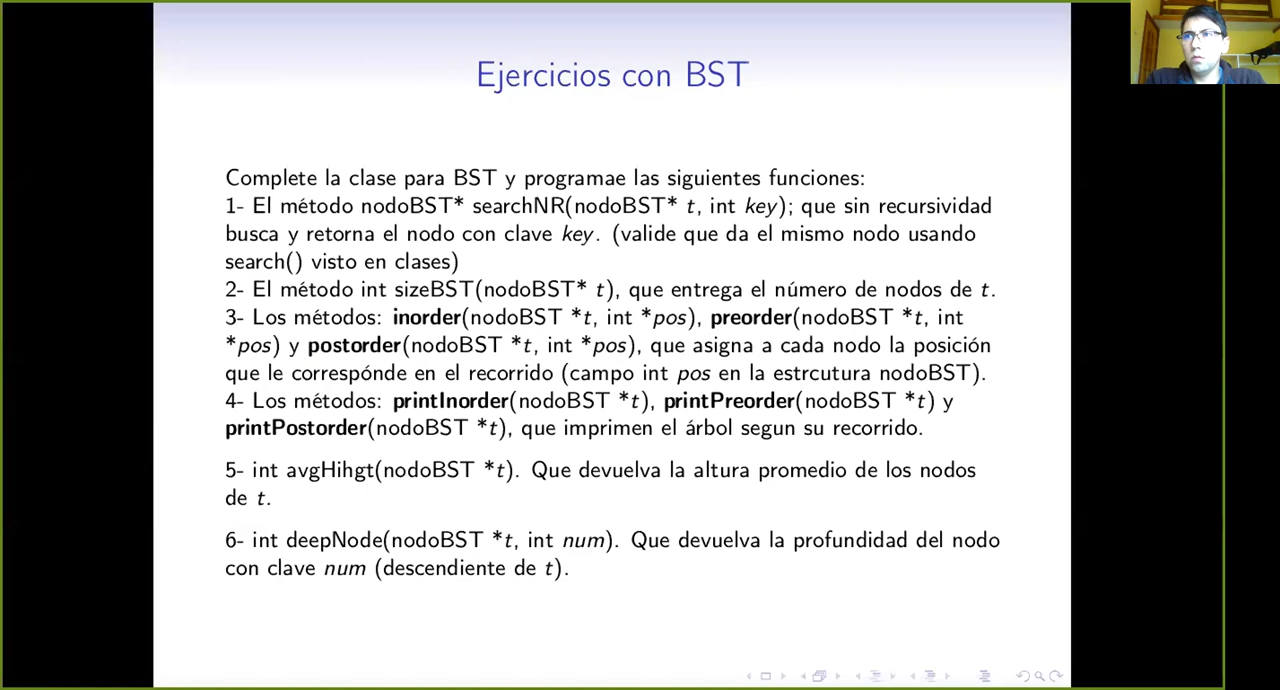 Ejercicios con BST
Complete la clase para BST y programae las siguientes funciones:
1- El método nodoBST* searchNR(nodoBST* t, int key); que sin recursividad
busca y retorna el nodo con clave key. (valide que da el mismo nodo usando
search() visto en clases)
2- El método int sizeBST(nodoBST* t), que entrega el número de nodos de t.
3- Los métodos: inorder(nodoBST *t, int *pos), preorder(nodoBST *t, int
*pos) y postorder(nodoBST *t, int *pos), que asigna a cada nodo la posición
que le correspónde en el recorrido (campo int pos en la estrcutura nodoBST).
4- Los métodos: printInorder(nodoBST *t), printPreorder(nodoBST *t) y
printPostorder(nodoBST *t), que imprimen el árbol segun su recorrido.
5- int avgHihgt(nodoBST *t). Que devuelva la altura promedio de los nodos
de t.
6- int deepNode(nodoBST *t, int num). Que devuelva la profundidad del nodo
con clave num (descendiente de t).